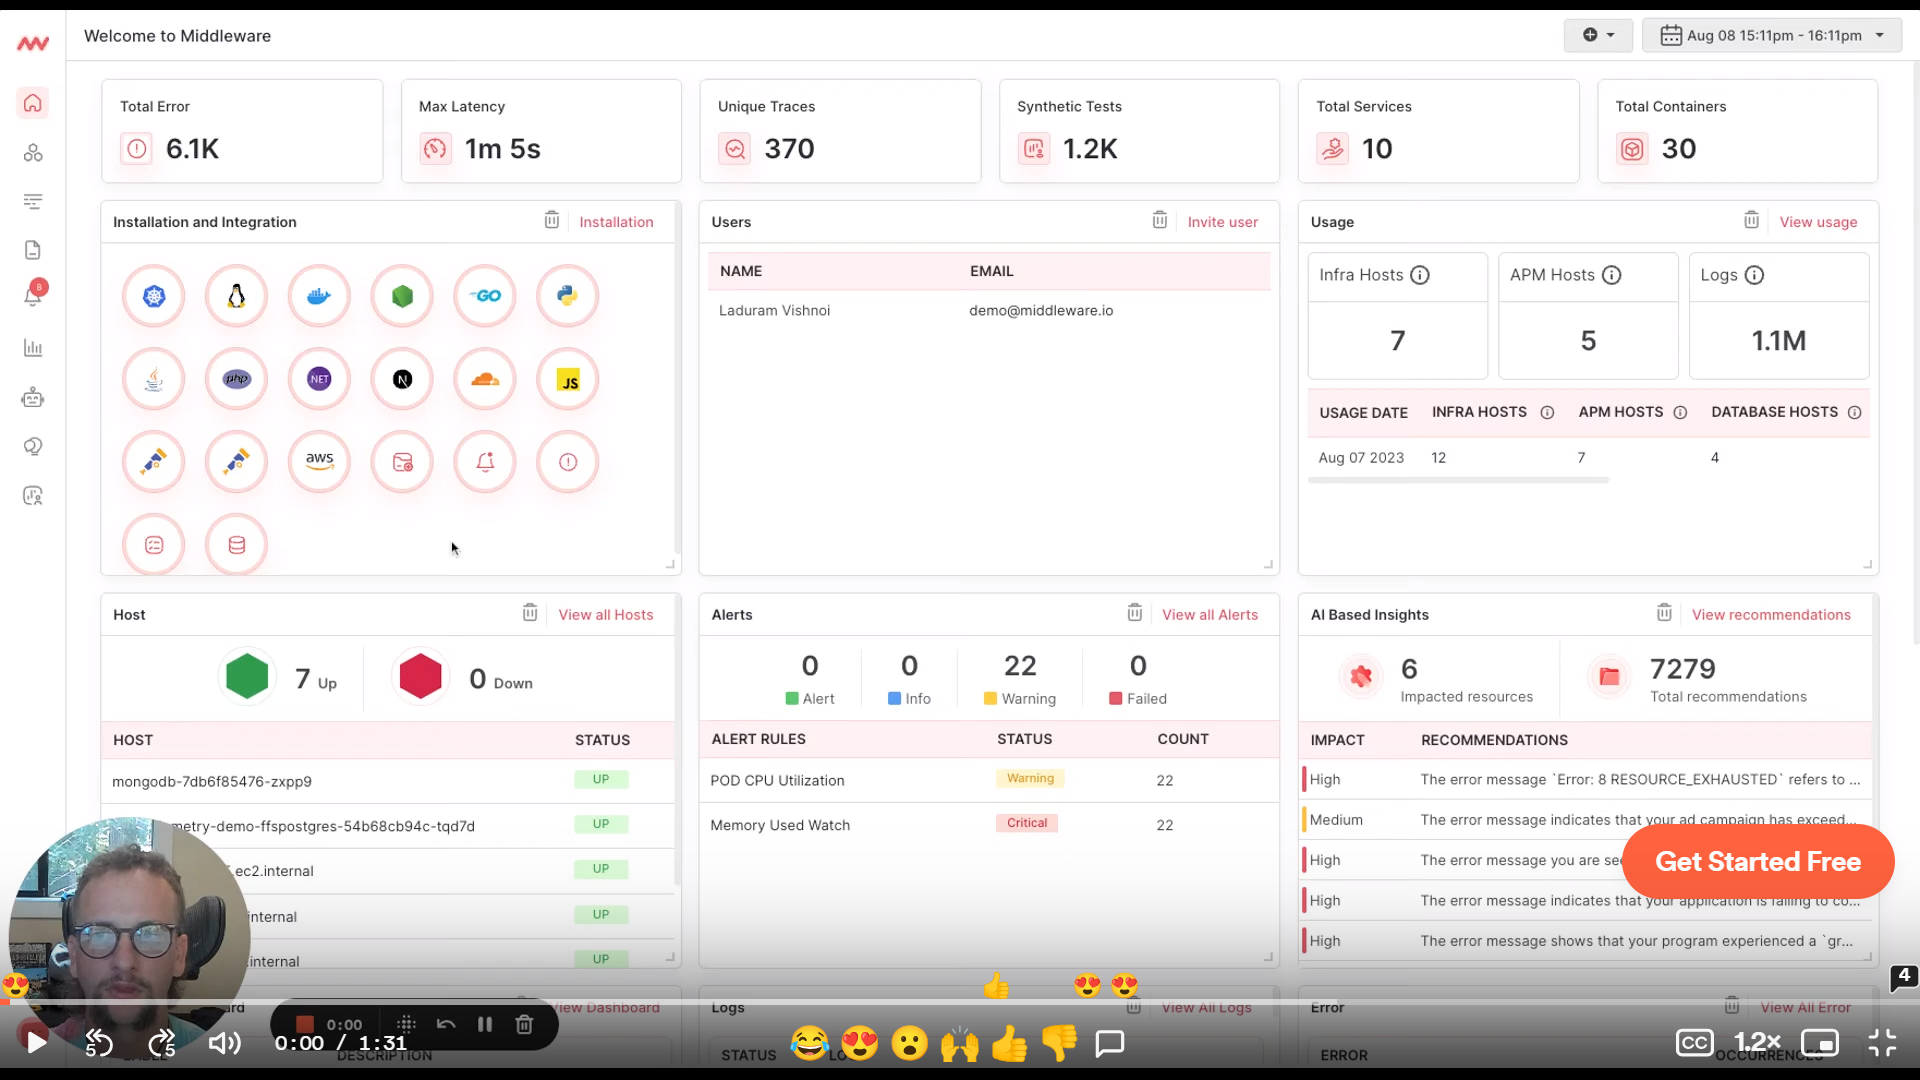 Welcome to Middleware
Aug 08 15:11pm - 16:11pm
Total Error
6.1K
Max Latency
1m 5s
Unique Traces
370
Synthetic Tests
1.2K
Total Services
10
Total Containers
30
8
Installation and Integration
Installation
GO
php
.NET
N
JS
aws
Users
Invite user
NAME EMAIL
Laduram Vishnoi demo@middleware.io
Usage
View usage
Infra Hosts
7
APM Hosts
5
Logs
1.1M
USAGE DATE INFRA HOSTS APM HOSTS DATABASE HOSTS
Aug 07 2023 12 7 4
Host
View all Hosts
7 Up
0 Down
HOST STATUS
mongodb-7db6f85476-zxpp9 UP
metry-demo-ffspostgres-54b68cb94c-tqd7d UP
.ec2.internal UP
internal UP
internal UP
Alerts
View all Alerts
0 Alert
0 Info
22 Warning
0 Failed
ALERT RULES STATUS COUNT
POD CPU Utilization Warning 22
Memory Used Watch Critical 22
AI Based Insights
View recommendations
6
Impacted resources
7279
Total recommendations
IMPACT RECOMMENDATIONS
High The error message `Error: 8 RESOURCE_EXHAUSTED` refers to ...
Medium The error message indicates that your ad campaign has exceed...
High The error message you are see
High The error message indicates that your application is failing to co...
High The error message shows that your program experienced a `gr...
Get Started Free
4
View Dashboard
DESCRIPTION
Logs
View All Logs
STATUS
Error
View All Error
ERROR OCCURRENCES
0:00
5
5
0:00 / 1:31
CC
1.2×